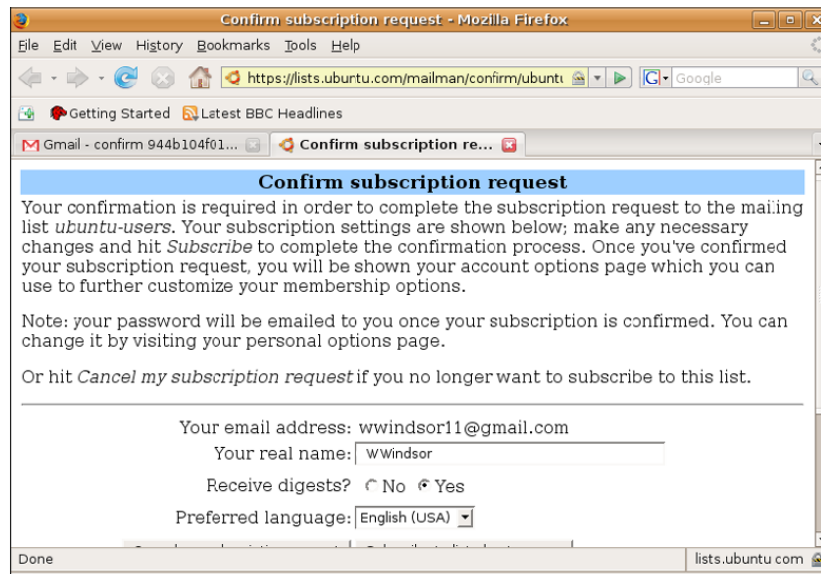 Confirm subscription request - Mozilla Firefox
File Edit View History Bookmarks Tools Help
https://lists.ubuntu.com/mailman/confirm/ubuntu G Google
Getting Started Latest BBC Headlines
Gmail - confirm 944b104f01... Confirm subscription re...
Confirm subscription request
Your confirmation is required in order to complete the subscription request to the mailing
list ubuntu-users. Your subscription settings are shown below; make any necessary
changes and hit Subscribe to complete the confirmation process. Once you've confirmed
your subscription request, you will be shown your account options page which you can
use to further customize your membership options.
Note: your password will be emailed to you once your subscription is confirmed. You can
change it by visiting your personal options page.
Or hit Cancel my subscription request if you no longer want to subscribe to this list.
Your email address: wwindsor11@gmail.com
Your real name: WWindsor
Receive digests? No Yes
Preferred language: English (USA)
Done lists.ubuntu com